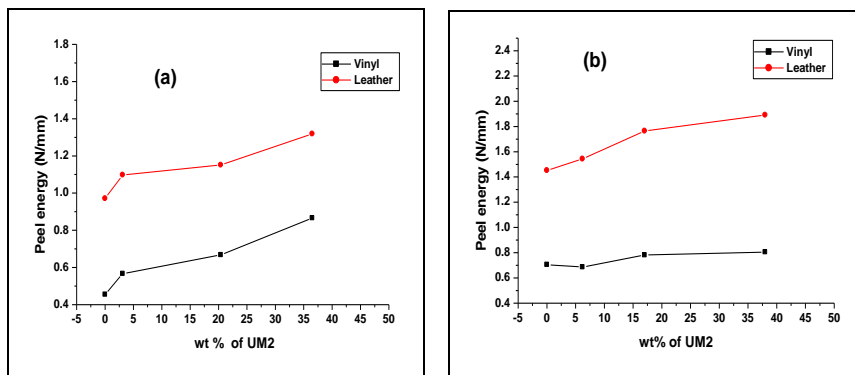 (a)
Vinyl
Leather
Peel energy (N/mm)
1.8
1.6
1.4
1.2
1.0
0.8
0.6
0.4
-5 0 5 10 15 20 25 30 35 40 45 50
wt % of UM2
(b)
Vinyl
Leather
Peel energy (N/mm)
2.4
2.2
2.0
1.8
1.6
1.4
1.2
1.0
0.8
0.6
0.4
-5 0 5 10 15 20 25 30 35 40 45 50
wt% of UM2